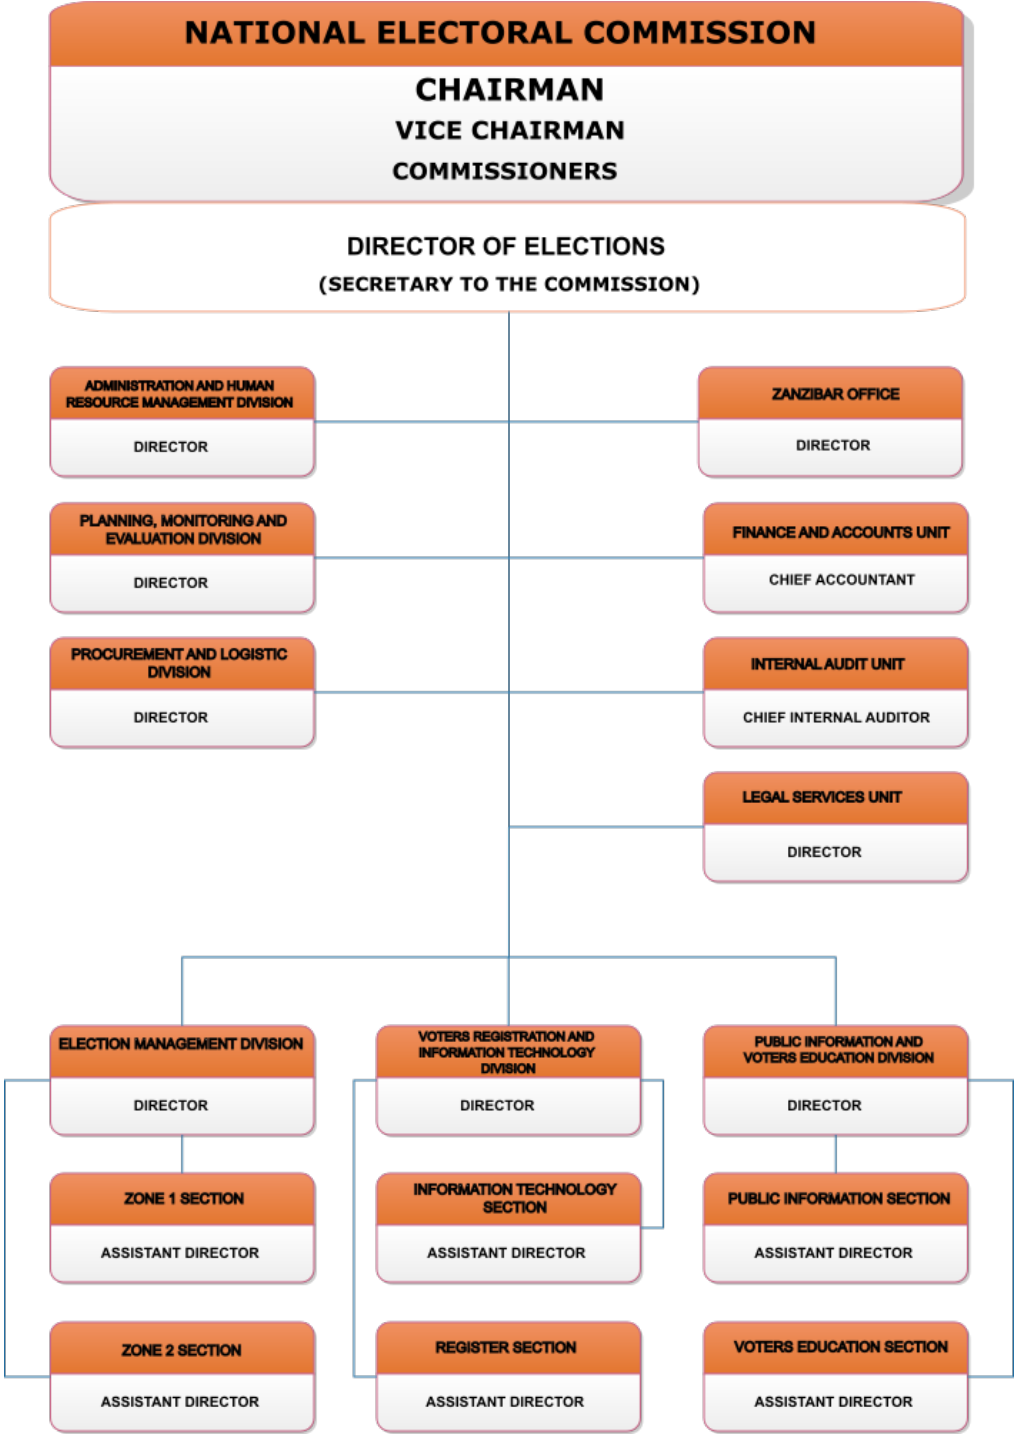 NATIONAL ELECTORAL COMMISSION
CHAIRMAN
VICE CHAIRMAN
COMMISSIONERS
DIRECTOR OF ELECTIONS
(SECRETARY TO THE COMMISSION)
ADMINISTRATION AND HUMAN
RESOURCE MANAGEMENT DIVISION
DIRECTOR
ZANZIBAR OFFICE
DIRECTOR
PLANNING, MONITORING AND
EVALUATION DIVISION
DIRECTOR
FINANCE AND ACCOUNTS UNIT
CHIEF ACCOUNTANT
PROCUREMENT AND LOGISTIC
DIVISION
DIRECTOR
INTERNAL AUDIT UNIT
CHIEF INTERNAL AUDITOR
LEGAL SERVICES UNIT
DIRECTOR
ELECTION MANAGEMENT DIVISION
DIRECTOR
VOTERS REGISTRATION AND
INFORMATION TECHNOLOGY
DIVISION
DIRECTOR
PUBLIC INFORMATION AND
VOTERS EDUCATION DIVISION
DIRECTOR
ZONE 1 SECTION
ASSISTANT DIRECTOR
INFORMATION TECHNOLOGY
SECTION
ASSISTANT DIRECTOR
PUBLIC INFORMATION SECTION
ASSISTANT DIRECTOR
ZONE 2 SECTION
ASSISTANT DIRECTOR
REGISTER SECTION
ASSISTANT DIRECTOR
VOTERS EDUCATION SECTION
ASSISTANT DIRECTOR